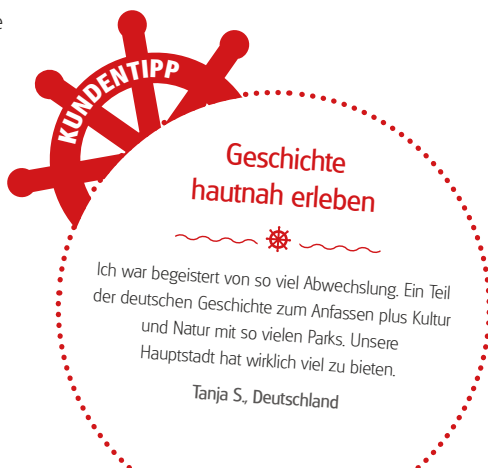 e
KUNDENTIPP
Geschichte
hautnah erleben
Ich war begeistert von so viel Abwechslung. Ein Teil
der deutschen Geschichte zum Anfassen plus Kultur
und Natur mit so vielen Parks. Unsere
Hauptstadt hat wirklich viel zu bieten.
Tanja S., Deutschland